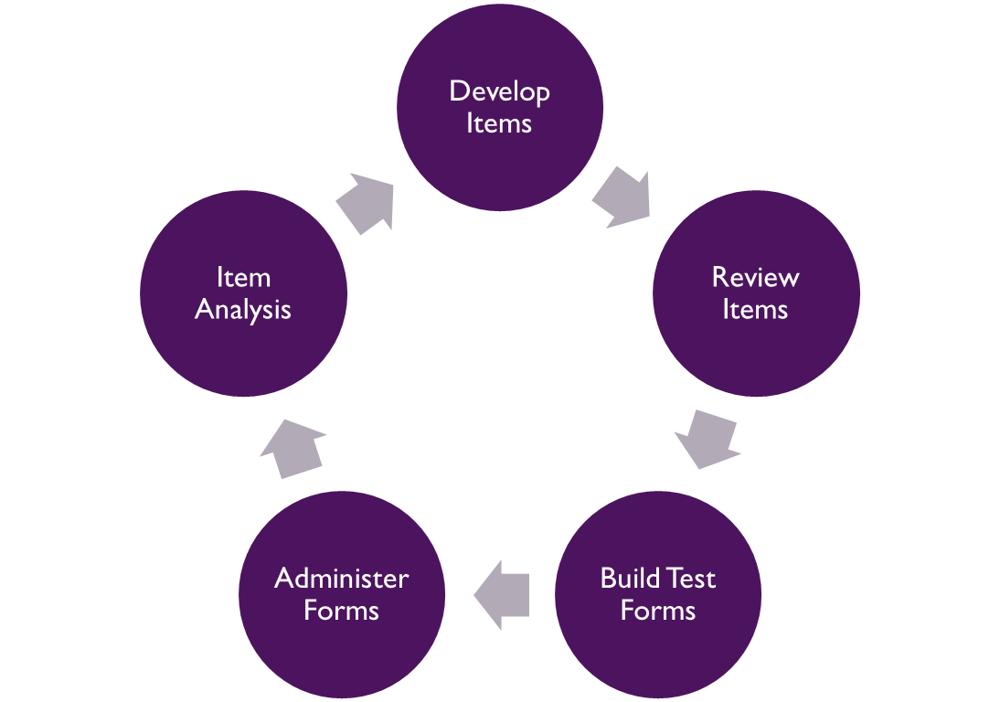 Develop
Items
Review
Items
Build Test
Forms
Administer
Forms
Item
Analysis